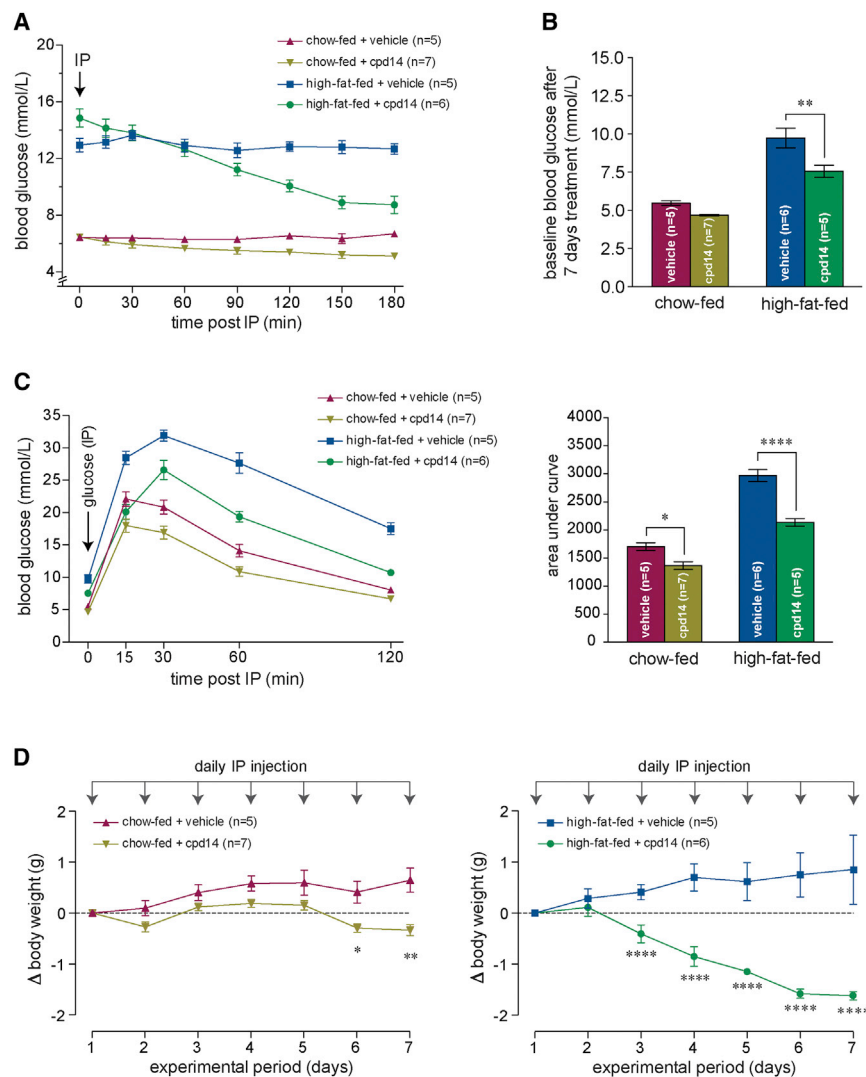 A
IP
chow-fed + vehicle (n=5)
chow-fed + cpd14 (n=7)
high-fat-fed + vehicle (n=5)
high-fat-fed + cpd14 (n=6)
blood glucose (mmol/L)
20
16
12
8
4
0 30 60 90 120 150 180
time post IP (min)
B
baseline blood glucose after
7 days treatment (mmol/L)
15.0
12.5
10.0
7.5
5.0
2.5
0.0
**
vehicle (n=5)
cpd14 (n=7)
vehicle (n=6)
cpd14 (n=5)
chow-fed high-fat-fed
C
chow-fed + vehicle (n=5)
chow-fed + cpd14 (n=7)
high-fat-fed + vehicle (n=5)
high-fat-fed + cpd14 (n=6)
glucose (IP)
blood glucose (mmol/L)
35
30
25
20
15
10
5
0
0 15 30 60 120
time post IP (min)
area under curve
4000
3500
3000
2500
2000
1500
1000
500
0
*
****
vehicle (n=5)
cpd14 (n=7)
vehicle (n=6)
cpd14 (n=5)
chow-fed high-fat-fed
D
daily IP injection
chow-fed + vehicle (n=5)
chow-fed + cpd14 (n=7)
Δ body weight (g)
2
1
0
-1
-2
* **
1 2 3 4 5 6 7
experimental period (days)
daily IP injection
high-fat-fed + vehicle (n=5)
high-fat-fed + cpd14 (n=6)
Δ body weight (g)
2
1
0
-1
-2
**** **** **** **** ****
1 2 3 4 5 6 7
experimental period (days)